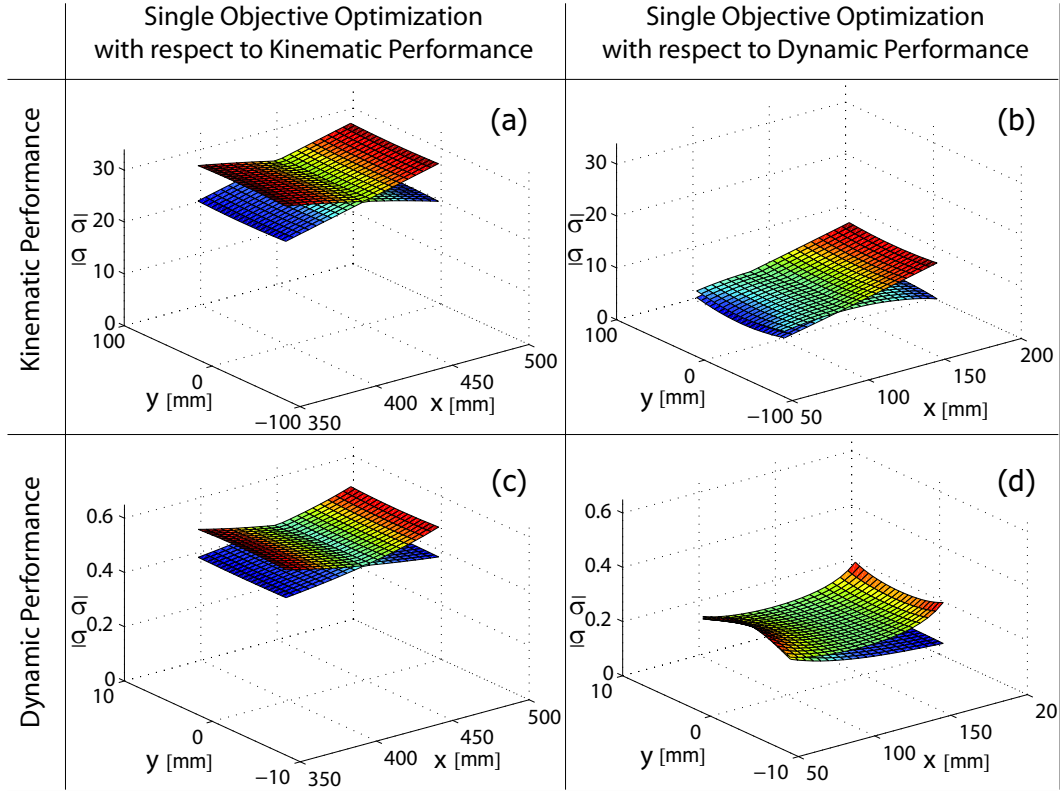 Single Objective Optimization
with respect to Kinematic Performance
Single Objective Optimization
with respect to Dynamic Performance
Kinematic Performance
(a)
30
20
10
0
σ σ
100
0
−100
y [mm]
350
400
450
500
x [mm]
(b)
30
20
10
0
σ σ
100
0
−100
y [mm]
50
100
150
200
x [mm]
Dynamic Performance
(c)
0.6
0.4
0.2
0
σ σ
10
0
−10
y [mm]
350
400
450
500
x [mm]
(d)
0.6
0.4
0.2
0
σ σ
10
0
−10
y [mm]
50
100
150
20
x [mm]